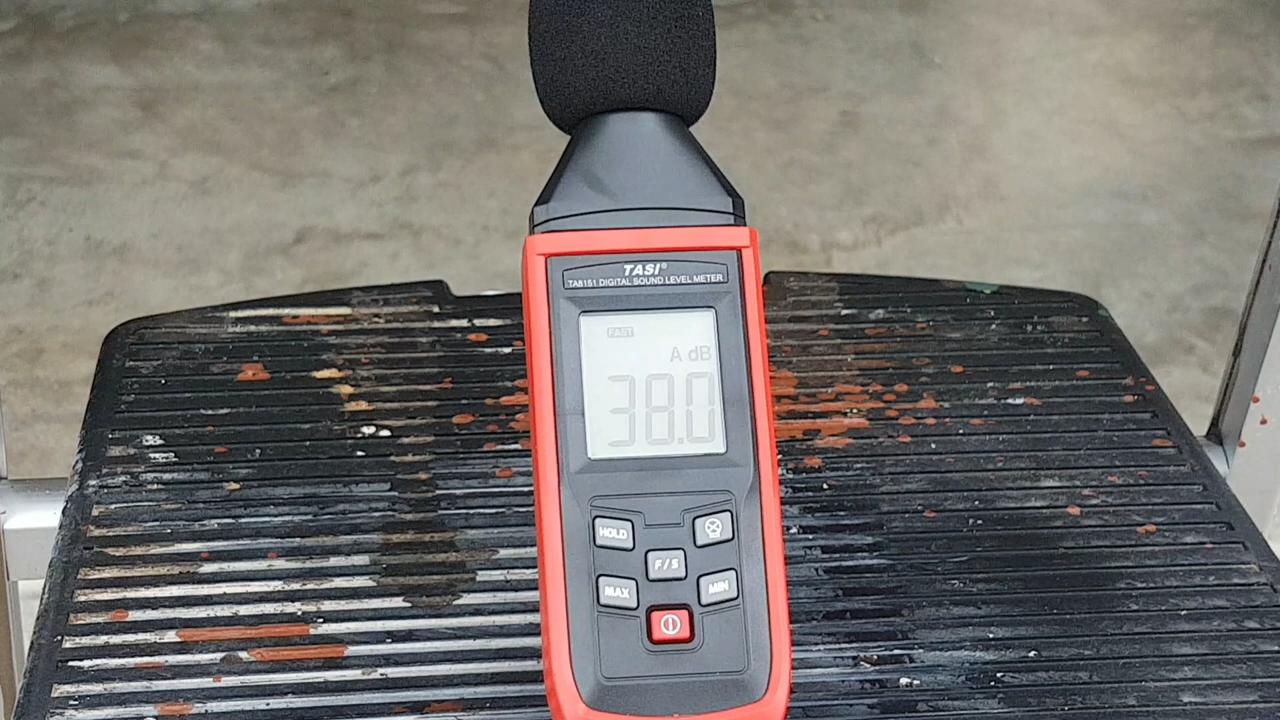 TASI®
TA8151 DIGITAL SOUND LEVEL METER
FAST
A dB
38.0
HOLD
F/S
MAX
MIN